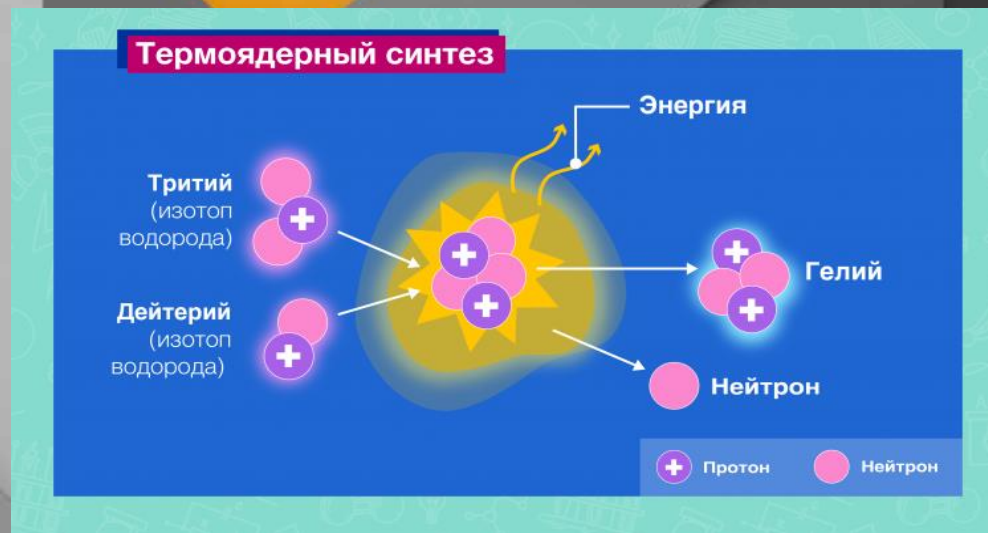 Термоядерный синтез
Энергия
Тритий
(изотоп
водорода)
Дейтерий
(изотоп
водорода)
Гелий
Нейтрон
Протон
Нейтрон